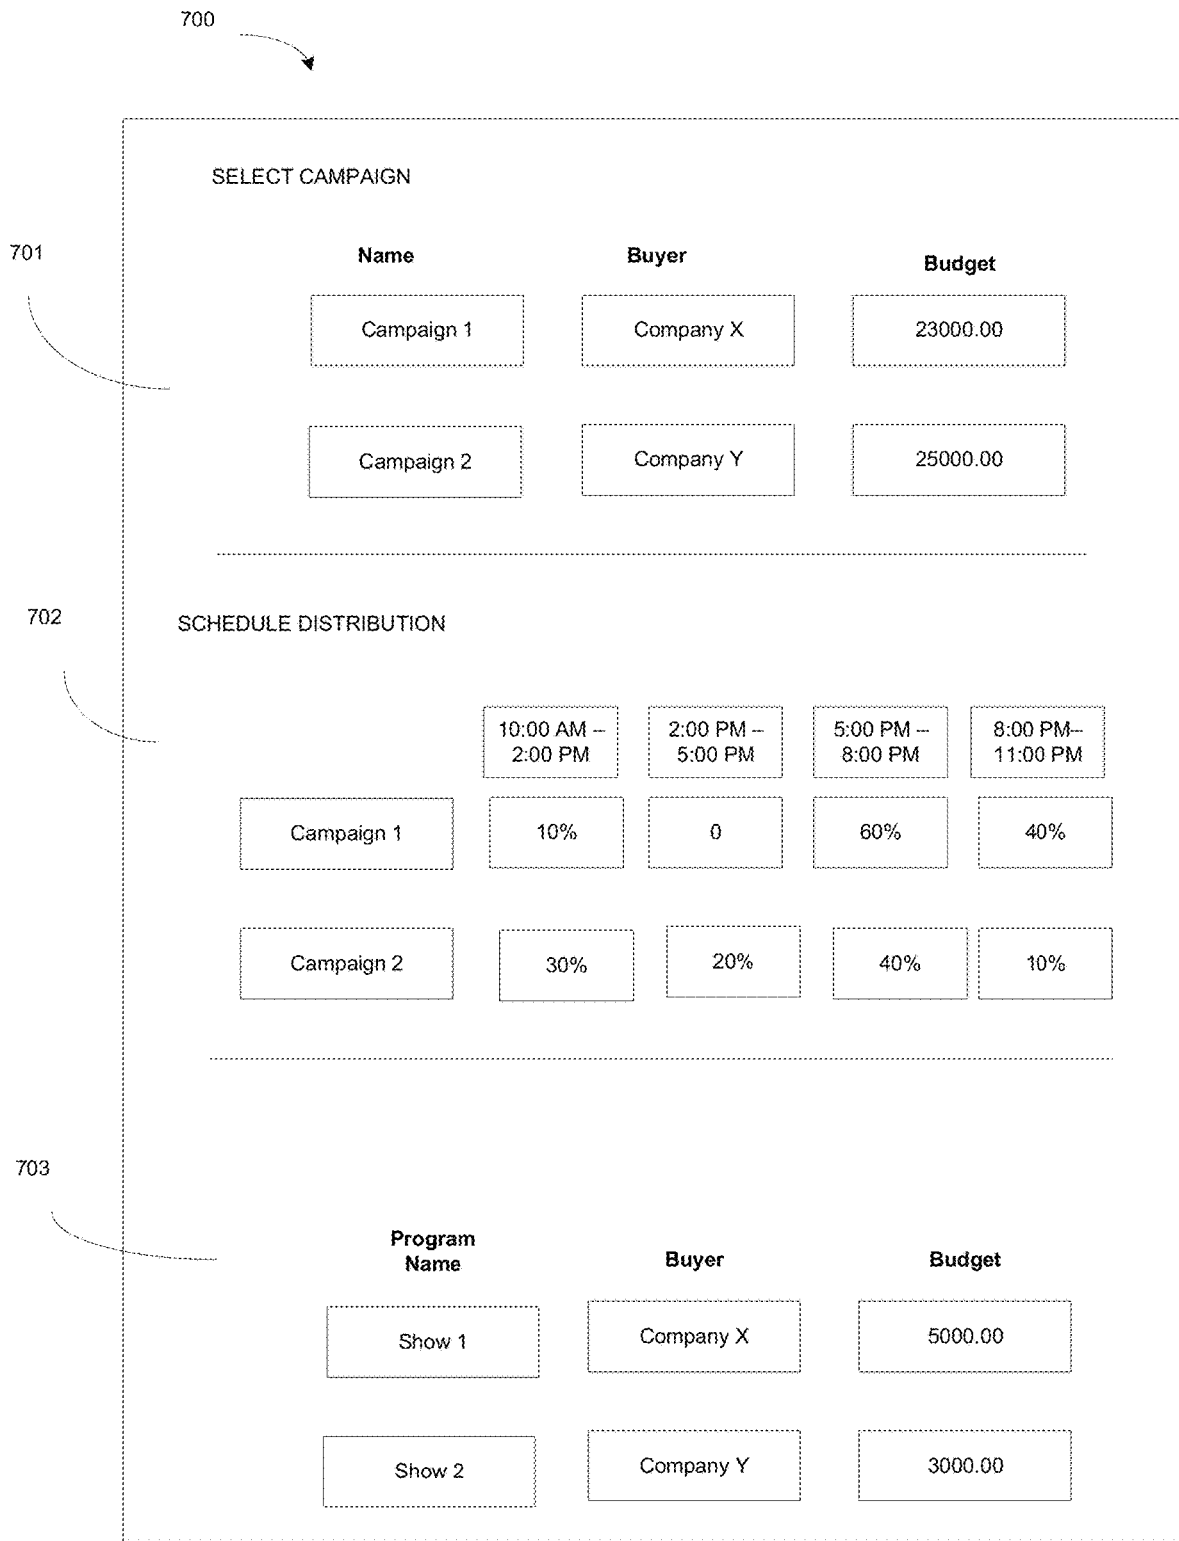 700
SELECT CAMPAIGN
701
Name Buyer Budget
Campaign 1 Company X 23000.00
Campaign 2 Company Y 25000.00
702
SCHEDULE DISTRIBUTION
10:00 AM – 2:00 PM – 5:00 PM – 8:00 PM–
2:00 PM 5:00 PM 8:00 PM 11:00 PM
Campaign 1 10% 0 60% 40%
Campaign 2 30% 20% 40% 10%
703
Program
Name Buyer Budget
Show 1 Company X 5000.00
Show 2 Company Y 3000.00